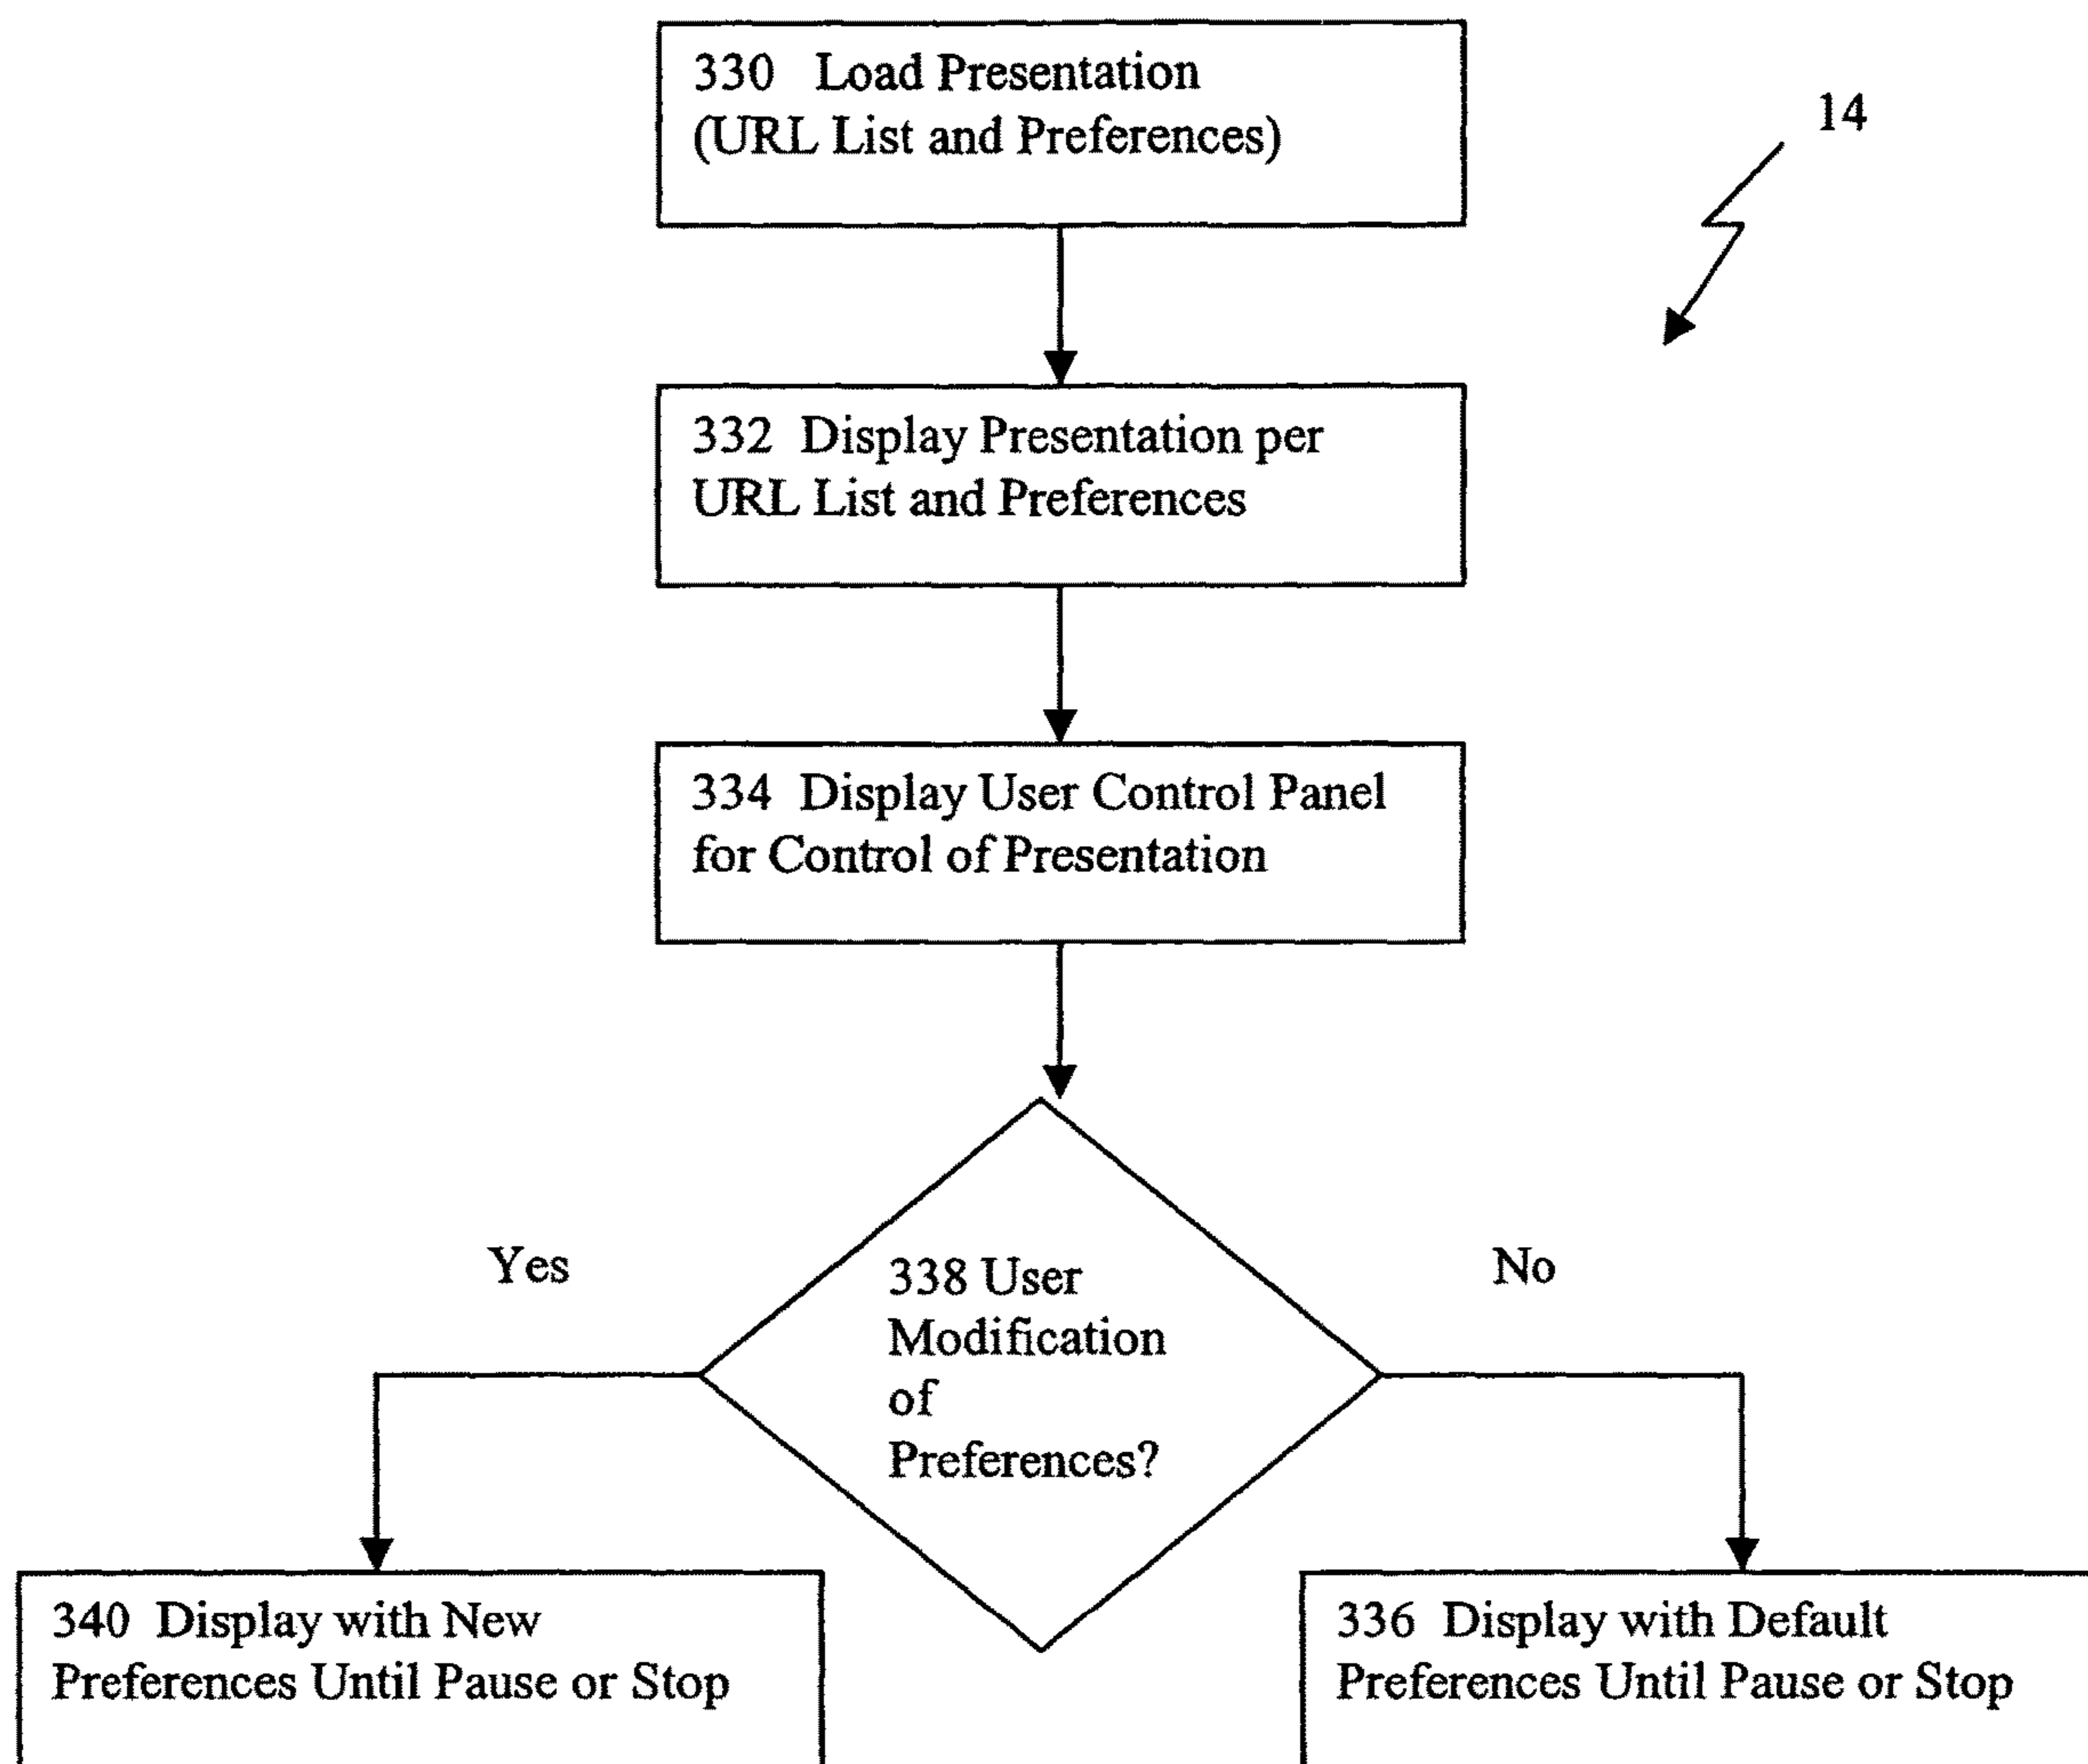 330 Load Presentation
(URL List and Preferences)
14
332 Display Presentation per
URL List and Preferences
334 Display User Control Panel
for Control of Presentation
Yes
No
338 User
Modification
of
Preferences?
340 Display with New
Preferences Until Pause or Stop
336 Display with Default
Preferences Until Pause or Stop